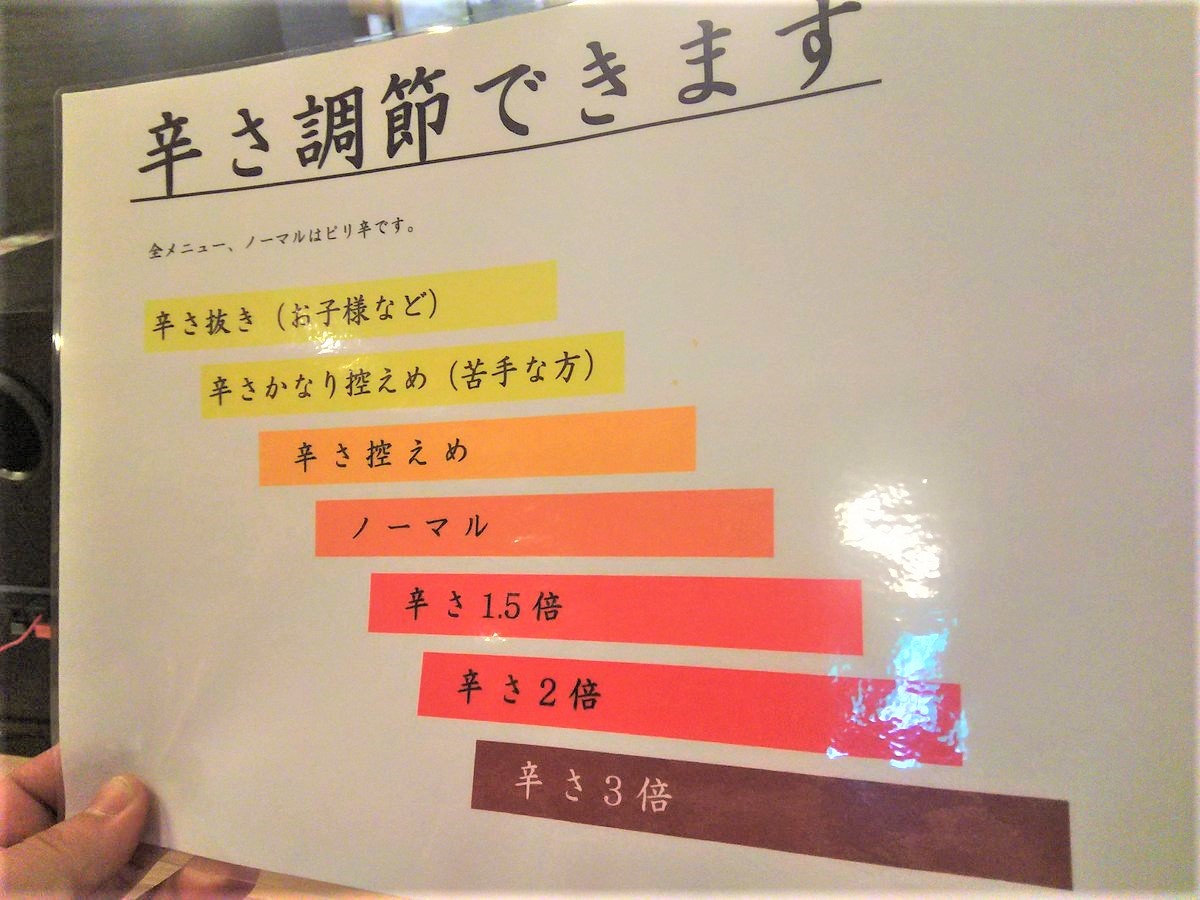 辛さ調節できます
全メニュー、ノーマルはピリ辛です。
辛さ抜き（お子様など）
辛さかなり控えめ（苦手な方）
辛さ控えめ
ノーマル
辛さ1.5倍
辛さ2倍
辛さ3倍